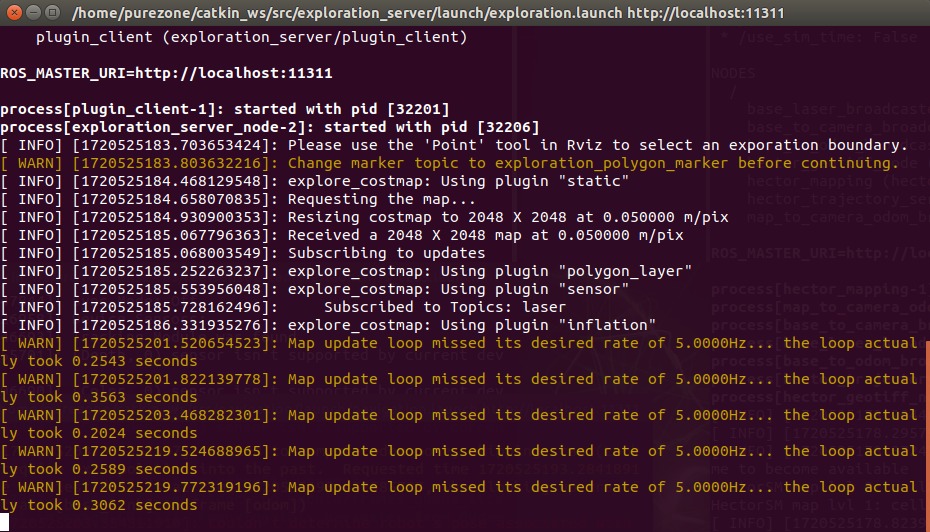 /home/purezone/catkin_ws/src/exploration_server/launch/exploration.launch http://localhost:11311
plugin_client (exploration_server/plugin_client)
ROS_MASTER_URI=http://localhost:11311
process[plugin_client-1]: started with pid [32201]
process[exploration_server_node-2]: started with pid [32206]
[ INFO] [1720525183.703653424]: Please use the 'Point' tool in Rviz to select an exporation boundary.
[ WARN] [1720525183.803632216]: Change marker topic to exploration_polygon_marker before continuing.
[ INFO] [1720525184.468129548]: explore_costmap: Using plugin "static"
[ INFO] [1720525184.658070835]: Requesting the map...
[ INFO] [1720525184.930900353]: Resizing costmap to 2048 X 2048 at 0.050000 m/pix
[ INFO] [1720525185.067796363]: Received a 2048 X 2048 map at 0.050000 m/pix
[ INFO] [1720525185.068003549]: Subscribing to updates
[ INFO] [1720525185.252263237]: explore_costmap: Using plugin "polygon_layer"
[ INFO] [1720525185.553956048]: explore_costmap: Using plugin "sensor"
[ INFO] [1720525185.728162496]:     Subscribed to Topics: laser
[ INFO] [1720525186.331935276]: explore_costmap: Using plugin "inflation"
[ WARN] [1720525201.520654523]: Map update loop missed its desired rate of 5.0000Hz... the loop actual
ly took 0.2543 seconds
[ WARN] [1720525201.822139778]: Map update loop missed its desired rate of 5.0000Hz... the loop actual
ly took 0.3563 seconds
[ WARN] [1720525203.468282301]: Map update loop missed its desired rate of 5.0000Hz... the loop actual
ly took 0.2024 seconds
[ WARN] [1720525219.524688965]: Map update loop missed its desired rate of 5.0000Hz... the loop actual
ly took 0.2589 seconds
[ WARN] [1720525219.772319196]: Map update loop missed its desired rate of 5.0000Hz... the loop actual
ly took 0.3062 seconds